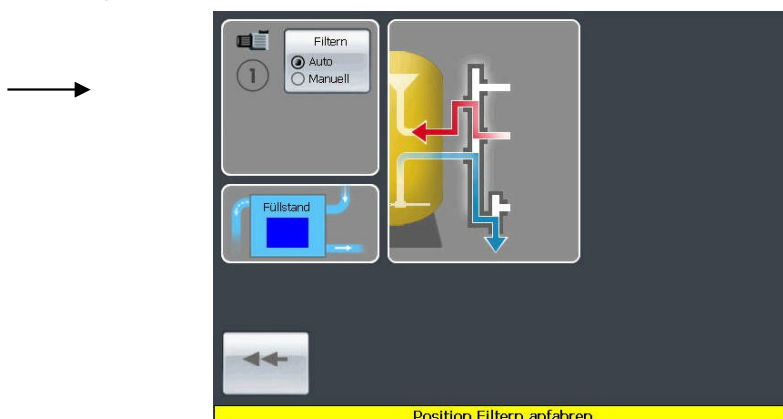 Filtern
Auto
1
Manuell
Füllstand
Position Filtern anfahren